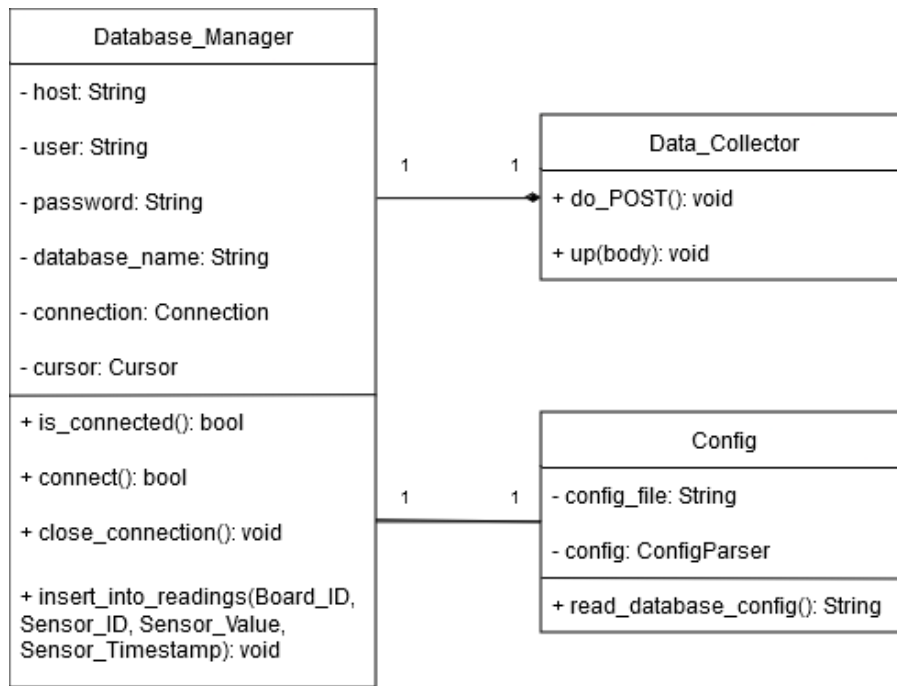 Database_Manager
- host: String
- user: String
- password: String
- database_name: String
- connection: Connection
- cursor: Cursor
+ is_connected(): bool
+ connect(): bool
+ close_connection(): void
+ insert_into_readings(Board_ID,
Sensor_ID, Sensor_Value,
Sensor_Timestamp): void
1 1
Data_Collector
+ do_POST(): void
+ up(body): void
1 1
Config
- config_file: String
- config: ConfigParser
+ read_database_config(): String